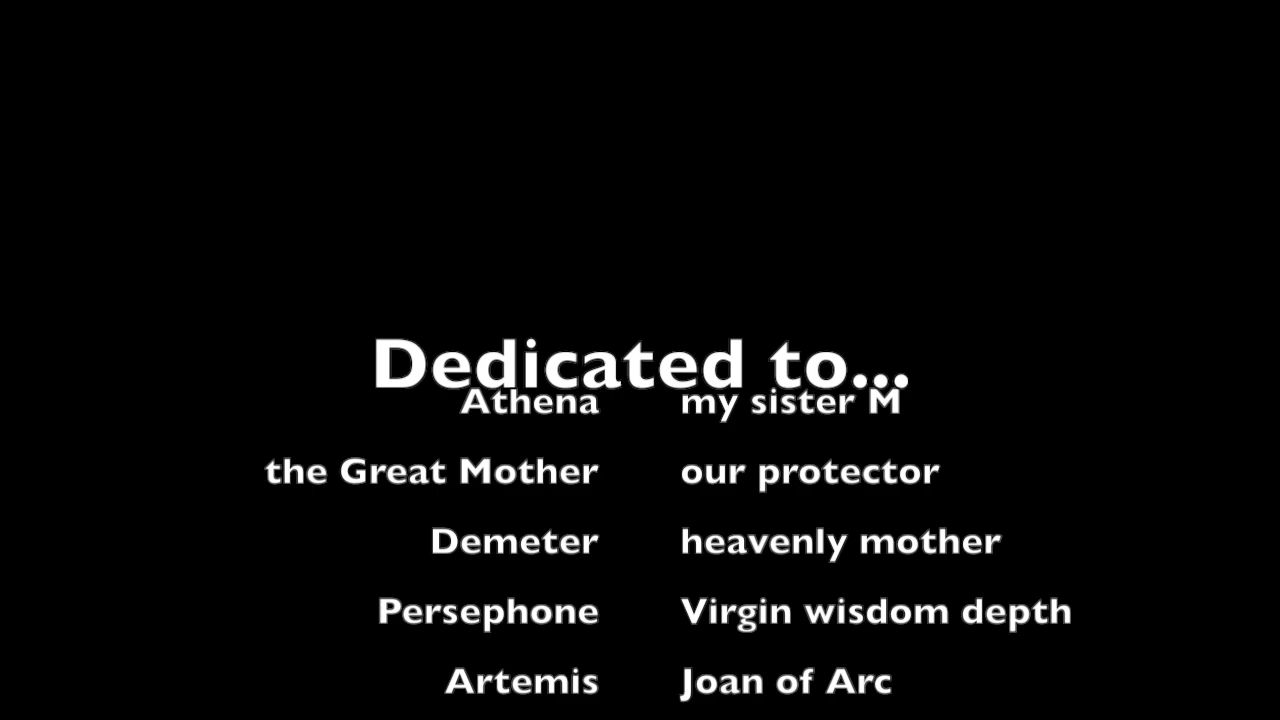 Dedicated to...
Athena my sister M
the Great Mother our protector
Demeter heavenly mother
Persephone Virgin wisdom depth
Artemis Joan of Arc